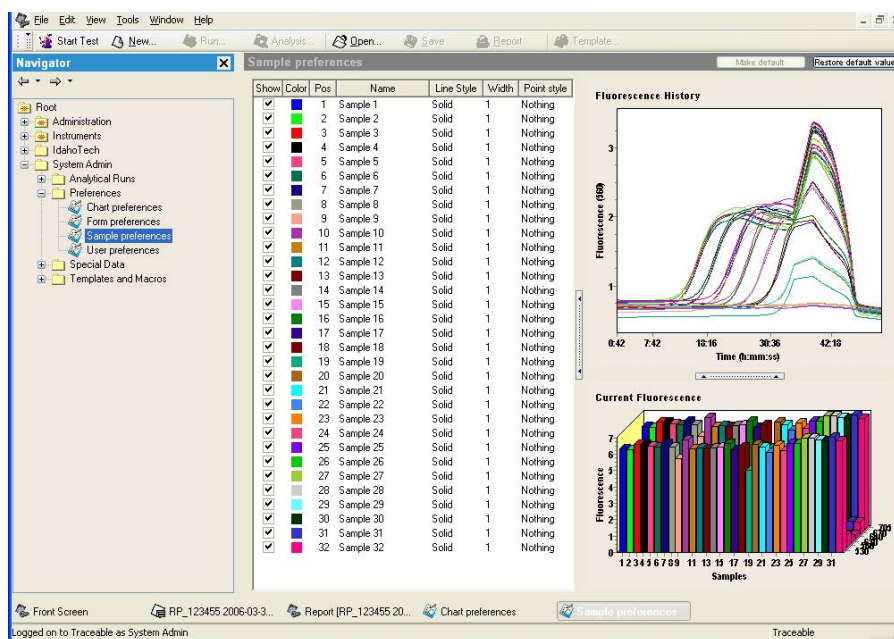 File Edit View Tools Window Help
Start Test New... Run... Analysis... Open... Save Report Template...
Navigator
Sample preferences Make default Restore default value
Root
Administration
Instruments
IdahoTech
System Admin
Analytical Runs
Preferences
Chart preferences
Form preferences
Sample preferences
User preferences
Special Data
Templates and Macros
Show Color Pos Name Line Style Width Point style
1 Sample 1 Solid 1 Nothing
2 Sample 2 Solid 1 Nothing
3 Sample 3 Solid 1 Nothing
4 Sample 4 Solid 1 Nothing
5 Sample 5 Solid 1 Nothing
6 Sample 6 Solid 1 Nothing
7 Sample 7 Solid 1 Nothing
8 Sample 8 Solid 1 Nothing
9 Sample 9 Solid 1 Nothing
10 Sample 10 Solid 1 Nothing
11 Sample 11 Solid 1 Nothing
12 Sample 12 Solid 1 Nothing
13 Sample 13 Solid 1 Nothing
14 Sample 14 Solid 1 Nothing
15 Sample 15 Solid 1 Nothing
16 Sample 16 Solid 1 Nothing
17 Sample 17 Solid 1 Nothing
18 Sample 18 Solid 1 Nothing
19 Sample 19 Solid 1 Nothing
20 Sample 20 Solid 1 Nothing
21 Sample 21 Solid 1 Nothing
22 Sample 22 Solid 1 Nothing
23 Sample 23 Solid 1 Nothing
24 Sample 24 Solid 1 Nothing
25 Sample 25 Solid 1 Nothing
26 Sample 26 Solid 1 Nothing
27 Sample 27 Solid 1 Nothing
28 Sample 28 Solid 1 Nothing
29 Sample 29 Solid 1 Nothing
30 Sample 30 Solid 1 Nothing
31 Sample 31 Solid 1 Nothing
32 Sample 32 Solid 1 Nothing
Fluorescence History
Fluorescence (560)
3
2
1
0:42 7:42 18:16 30:36 42:18
Time (h:mm:ss)
Current Fluorescence
Fluorescence
7
6
5
4
3
2
1
0
1 2 3 4 5 6 7 8 9 11 13 15 17 19 21 23 25 27 29 31
Samples
Front Screen RP_123455 2006-03-3... Report [RP_123455 20... Chart preferences Sample preferences
Logged on to Traceable as System Admin Traceable